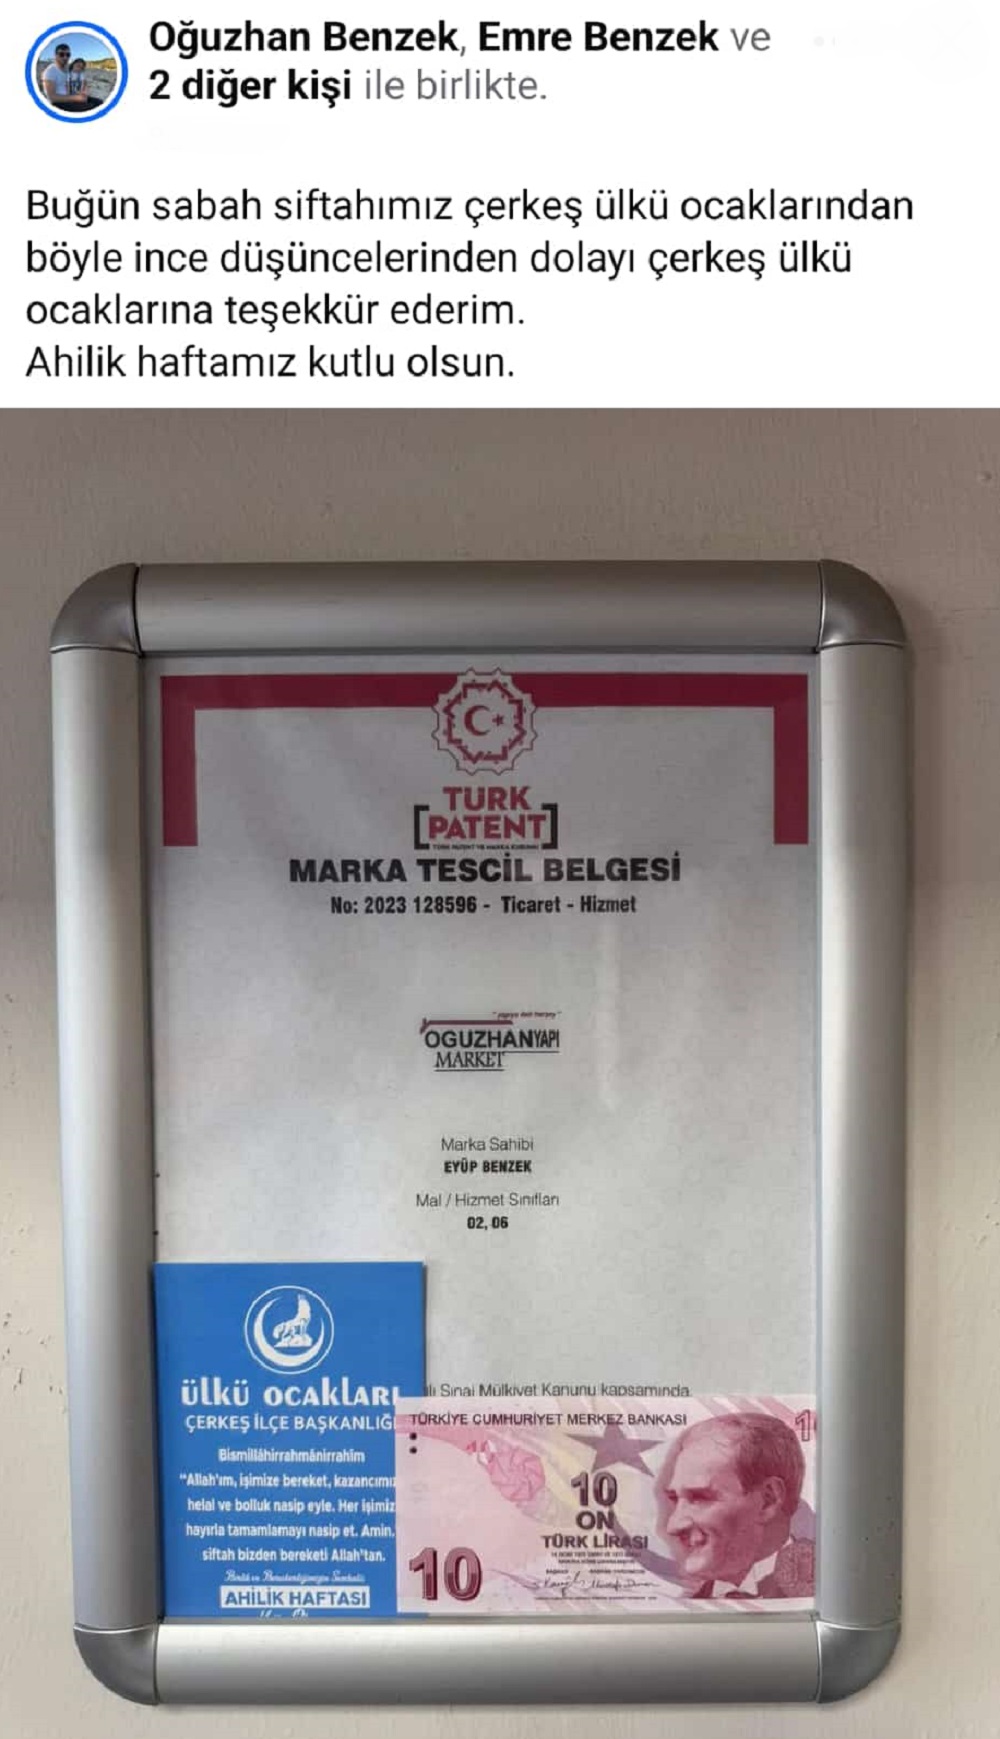 Oğuzhan Benzek, Emre Benzek ve
2 diğer kişi ile birlikte.
Buğün sabah siftahımız çerkeş ülkü ocaklarından
böyle ince düşüncelerinden dolayı çerkeş ülkü
ocaklarına teşekkür ederim.
Ahilik haftamız kutlu olsun.
TURK
PATENT
MARKA TESCİL BELGESİ
No: 2023 128596 - Ticaret - Hizmet
OGUZHANYAPI
MARKET
Marka Sahibi
EYÜP BENZEK
Mal / Hizmet Sınıfları
02, 06
lı Sınai Mülkiyet Kanunu kapsamında
ülkü ocakları
ÇERKEŞ İLÇE BAŞKANLIĞI
Bismillâhirrahmânirrahim
"Allah'ım, işimize bereket, kazancımız
helal ve bolluk nasip eyle. Her işimiz
hayırla tamamlamayı nasip et. Amin.
siftah bizden bereketi Allah'tan.
AHİLİK HAFTASI
TÜRKİYE CUMHURİYET MERKEZ BANKASI
10
ON
TÜRK LİRASI
10